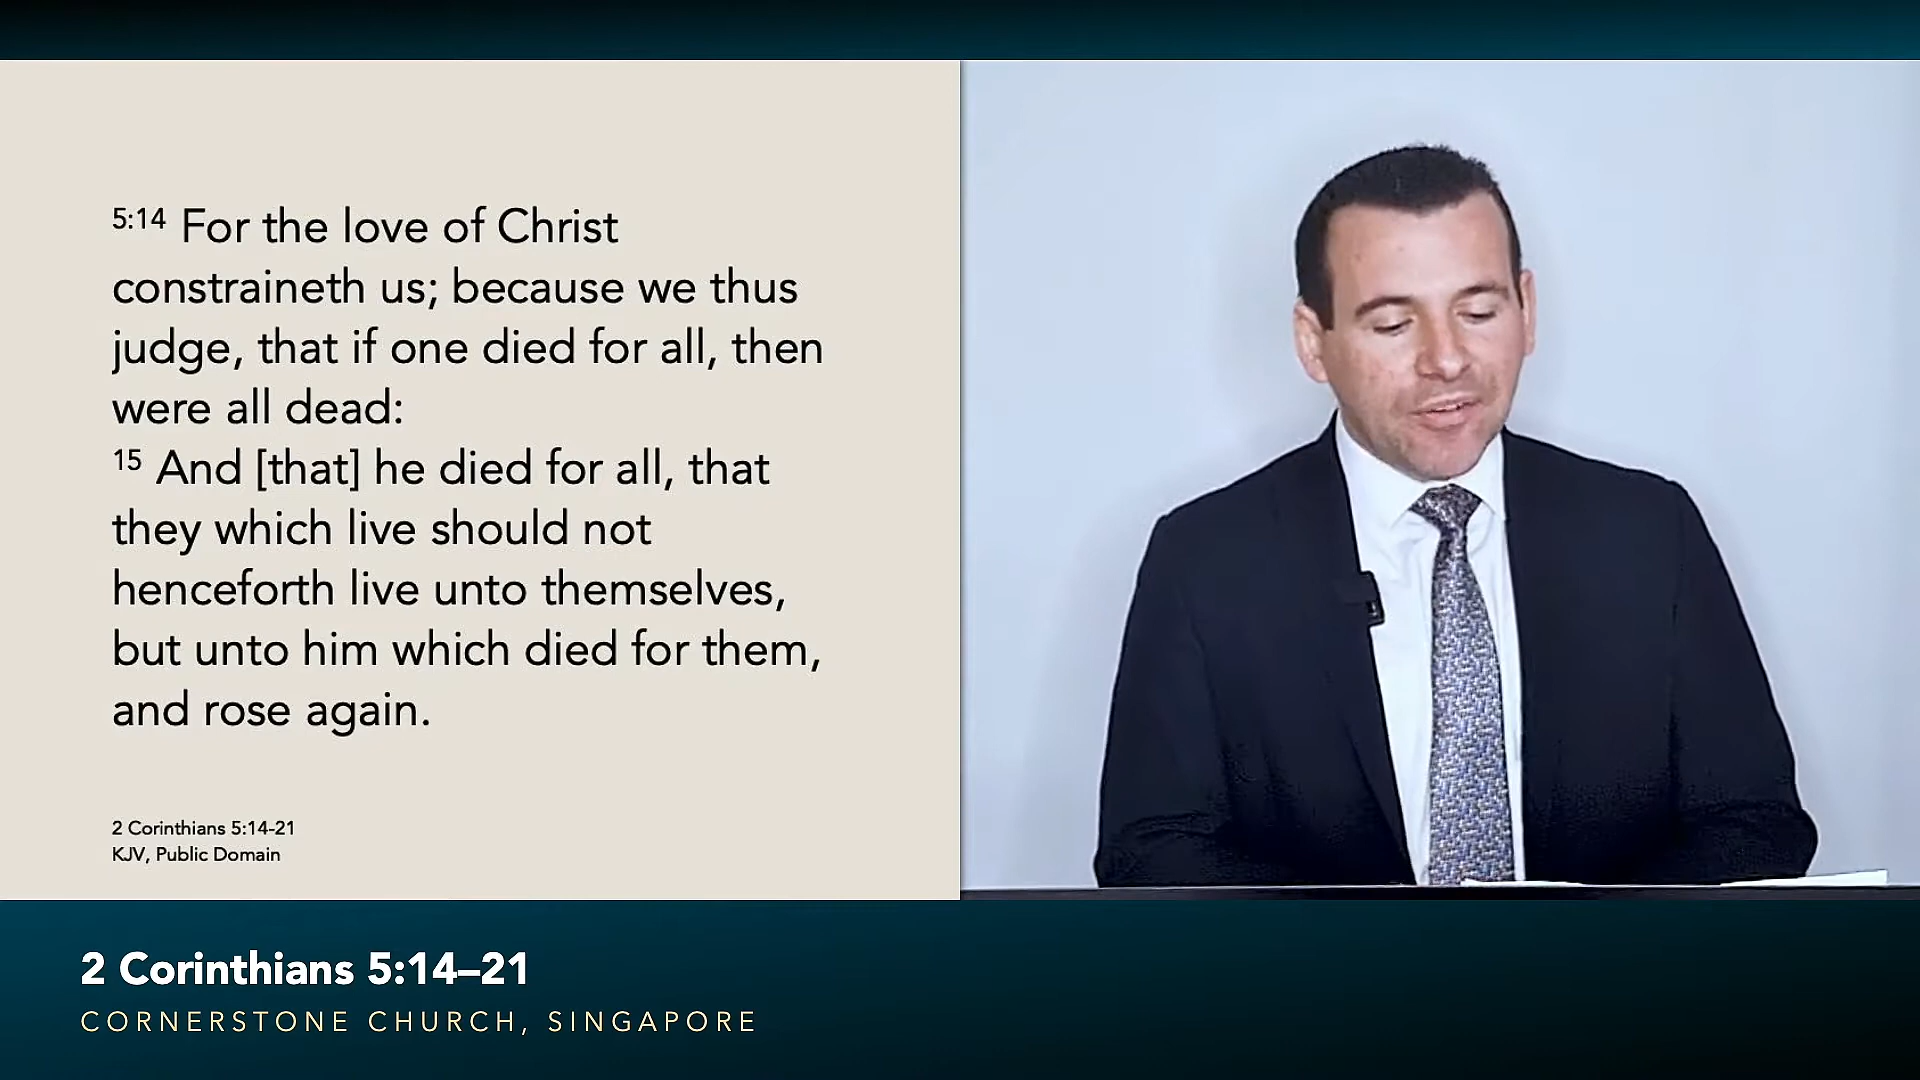 5:14 For the love of Christ
constraineth us; because we thus
judge, that if one died for all, then
were all dead:
15 And [that] he died for all, that
they which live should not
henceforth live unto themselves,
but unto him which died for them,
and rose again.
2 Corinthians 5:14-21
KJV, Public Domain
2 Corinthians 5:14–21
CORNERSTONE CHURCH, SINGAPORE